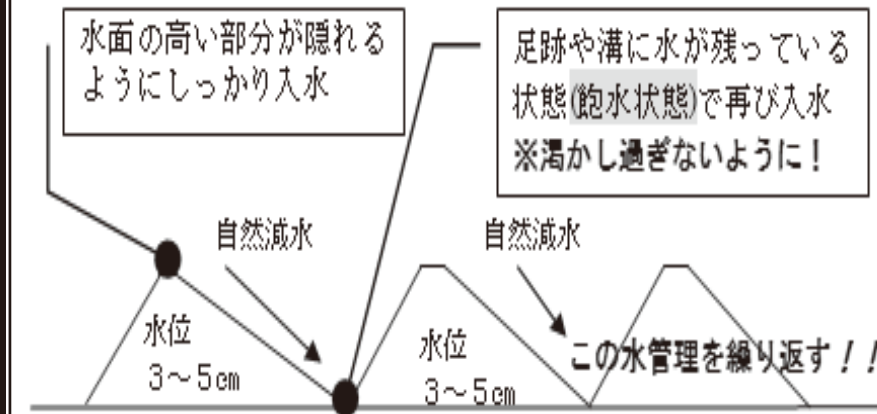 水面の高い部分が隠れる
ようにしっかり入水
足跡や溝に水が残っている
状態(飽水状態)で再び入水
※渇かし過ぎないように！
自然減水
自然減水
水位
3～5cm
水位
3～5cm
この水管理を繰り返す！！